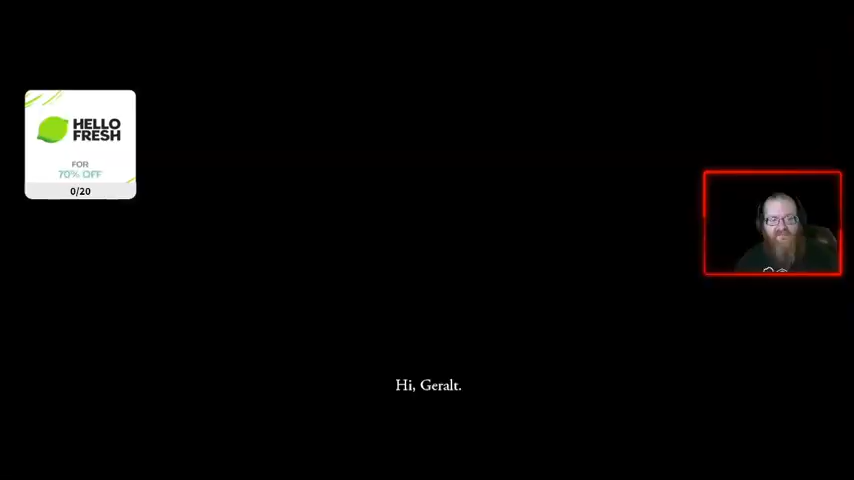 HELLO
FRESH
FOR
70% OFF
0/20
Hi, Geralt.